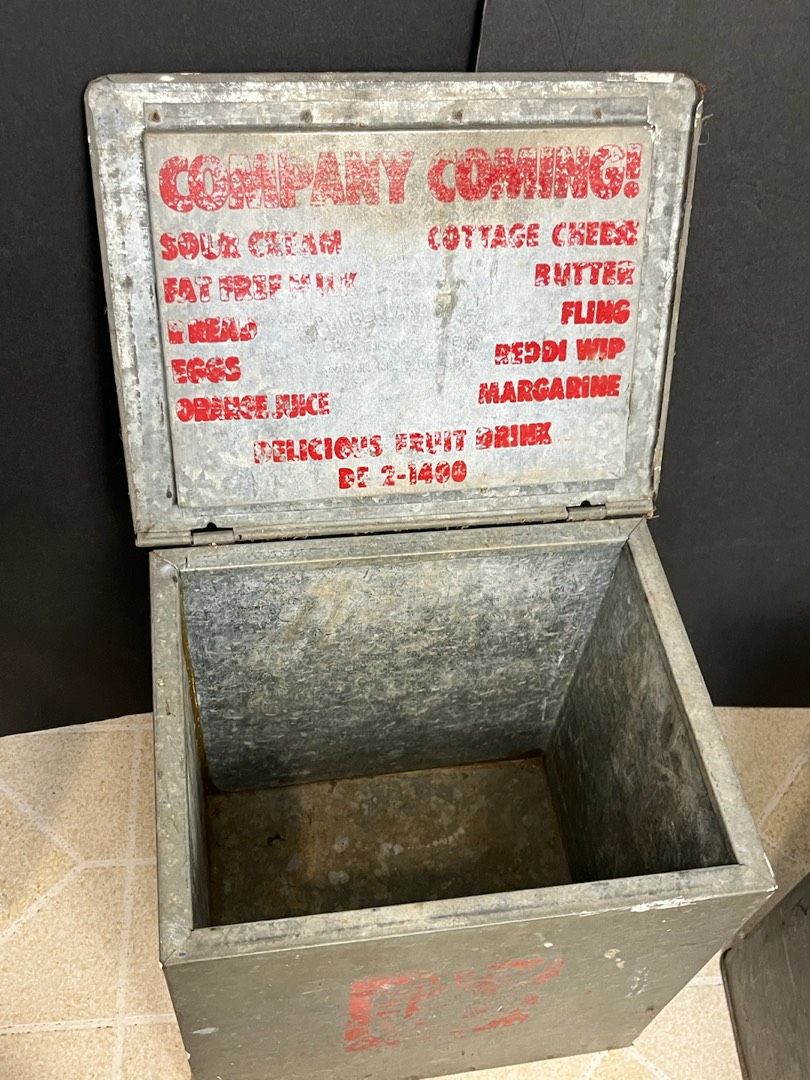 COMPANY COMING!
SOUR CREAM
FAT FREE MILK
BREAD
EGGS
ORANGE JUICE
COTTAGE CHEESE
BUTTER
FLING
REDDI WIP
MARGARINE
DELICIOUS FRUIT DRINK
DE 2-1400